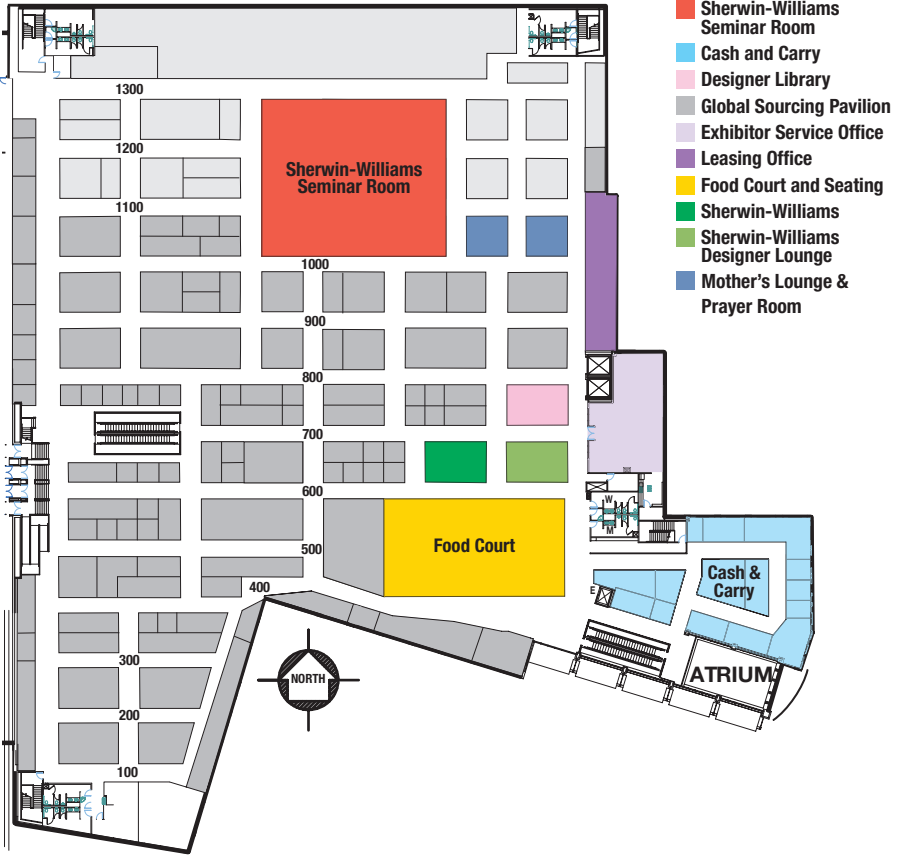 Sherwin-Williams
Seminar Room
Cash and Carry
Designer Library
Global Sourcing Pavilion
Exhibitor Service Office
Leasing Office
Food Court and Seating
Sherwin-Williams
Sherwin-Williams
Designer Lounge
Mother's Lounge &
Prayer Room
1300
1200
Sherwin-Williams
Seminar Room
1100
1000
900
800
700
600
W
M
500
Food Court
400
E
Cash &
Carry
300
NORTH
ATRIUM
200
100